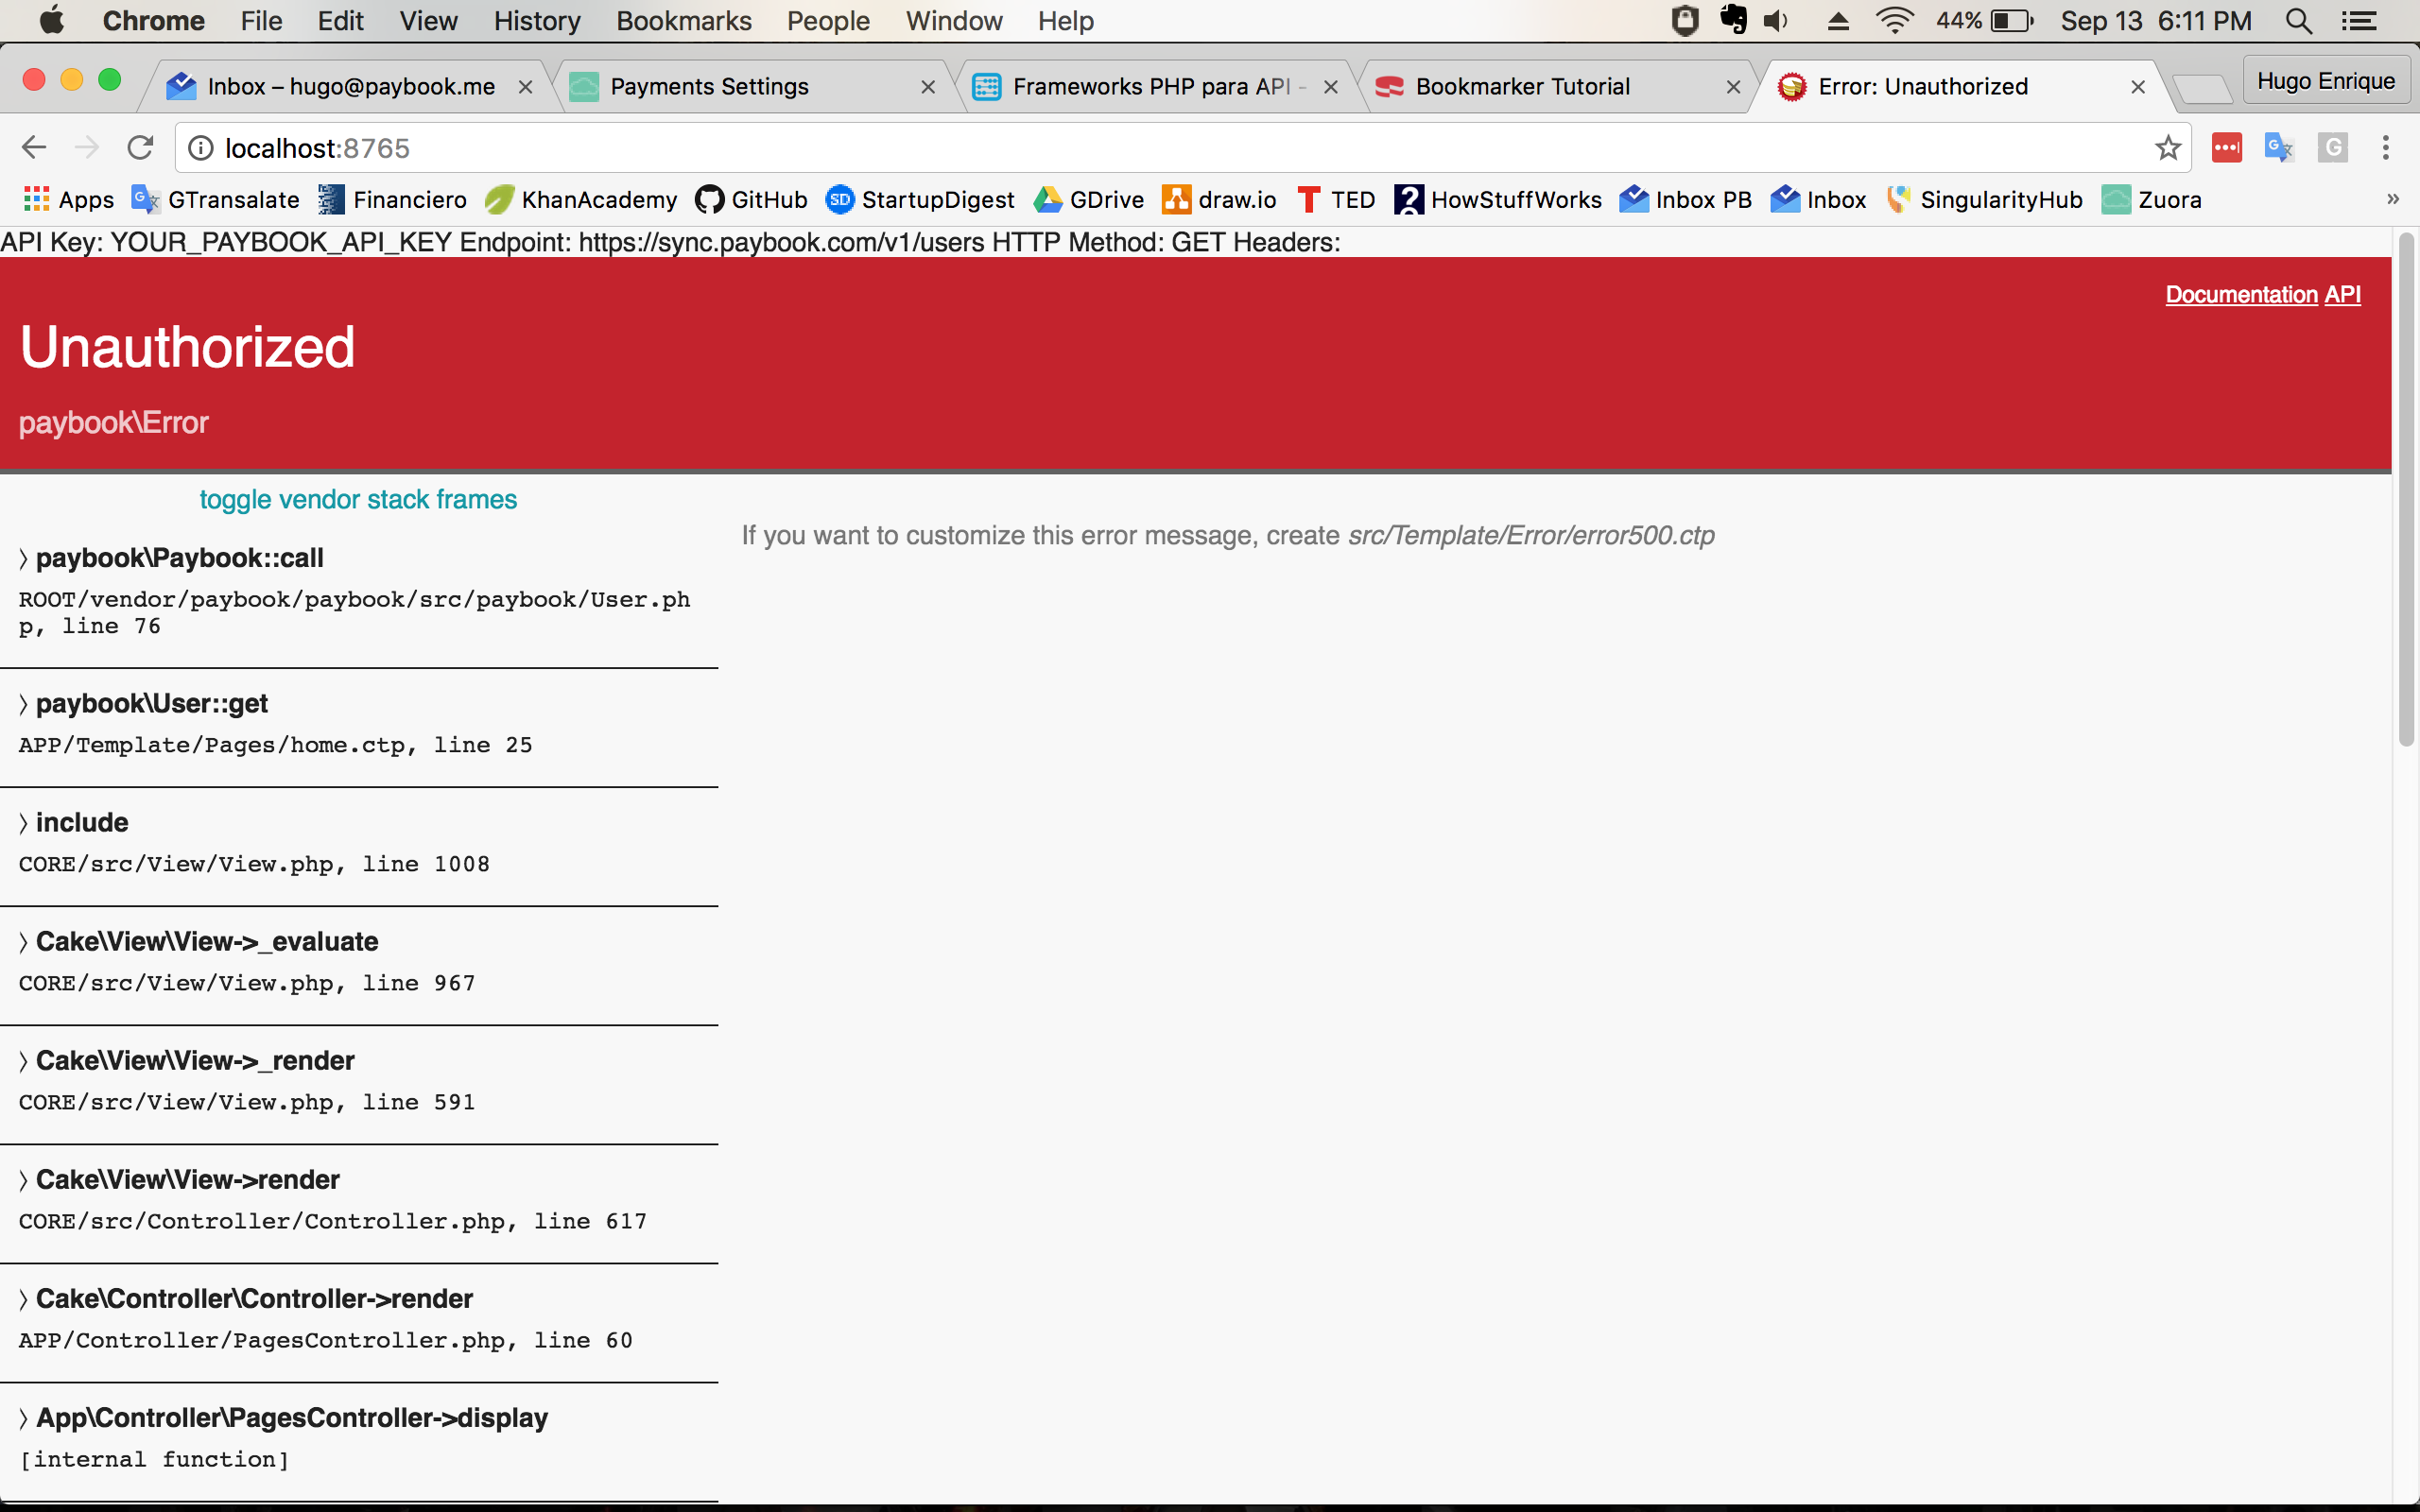 Chrome File Edit View History Bookmarks People Window Help 44% Sep 13 6:11 PM
Inbox – hugo@paybook.me Payments Settings Frameworks PHP para API - Bookmarker Tutorial Error: Unauthorized Hugo Enrique
localhost:8765
Apps GTransalate Financiero KhanAcademy GitHub SD StartupDigest GDrive draw.io TED HowStuffWorks Inbox PB Inbox SingularityHub Zuora »
API Key: YOUR_PAYBOOK_API_KEY Endpoint: https://sync.paybook.com/v1/users HTTP Method: GET Headers:
Documentation API
Unauthorized
paybook\Error
toggle vendor stack frames
If you want to customize this error message, create src/Template/Error/error500.ctp
〉paybook\Paybook::call
ROOT/vendor/paybook/paybook/src/paybook/User.ph
p, line 76
〉paybook\User::get
APP/Template/Pages/home.ctp, line 25
〉include
CORE/src/View/View.php, line 1008
〉Cake\View\View->_evaluate
CORE/src/View/View.php, line 967
〉Cake\View\View->_render
CORE/src/View/View.php, line 591
〉Cake\View\View->render
CORE/src/Controller/Controller.php, line 617
〉Cake\Controller\Controller->render
APP/Controller/PagesController.php, line 60
〉App\Controller\PagesController->display
[internal function]